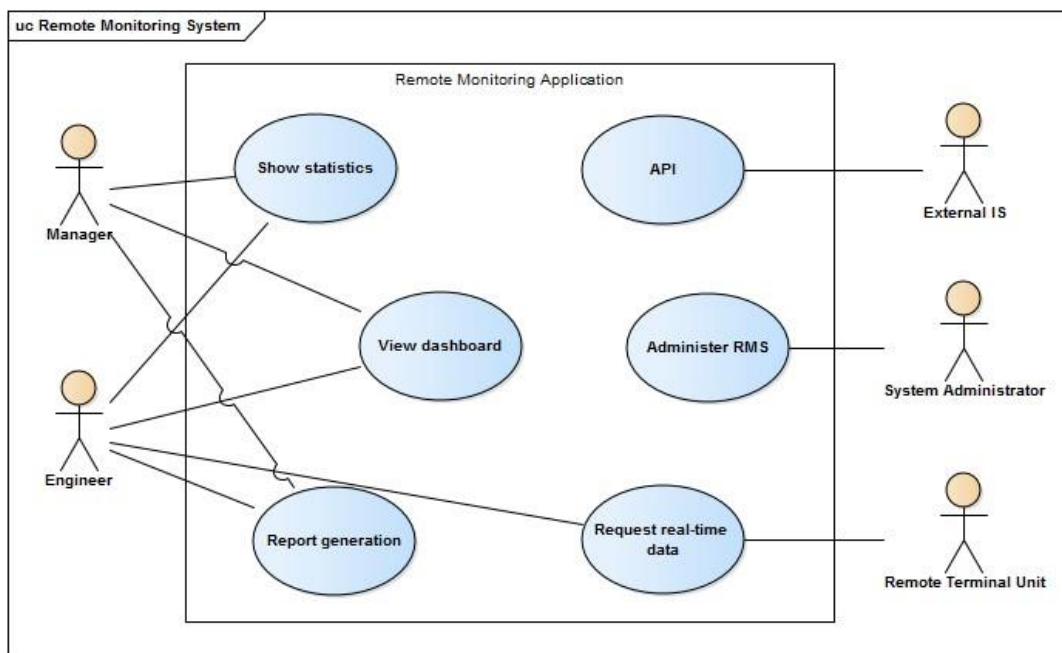 uc Remote Monitoring System
Remote Monitoring Application
Show statistics
API
Manager
External IS
View dashboard
Administer RMS
System Administrator
Engineer
Report generation
Request real-time
data
Remote Terminal Unit